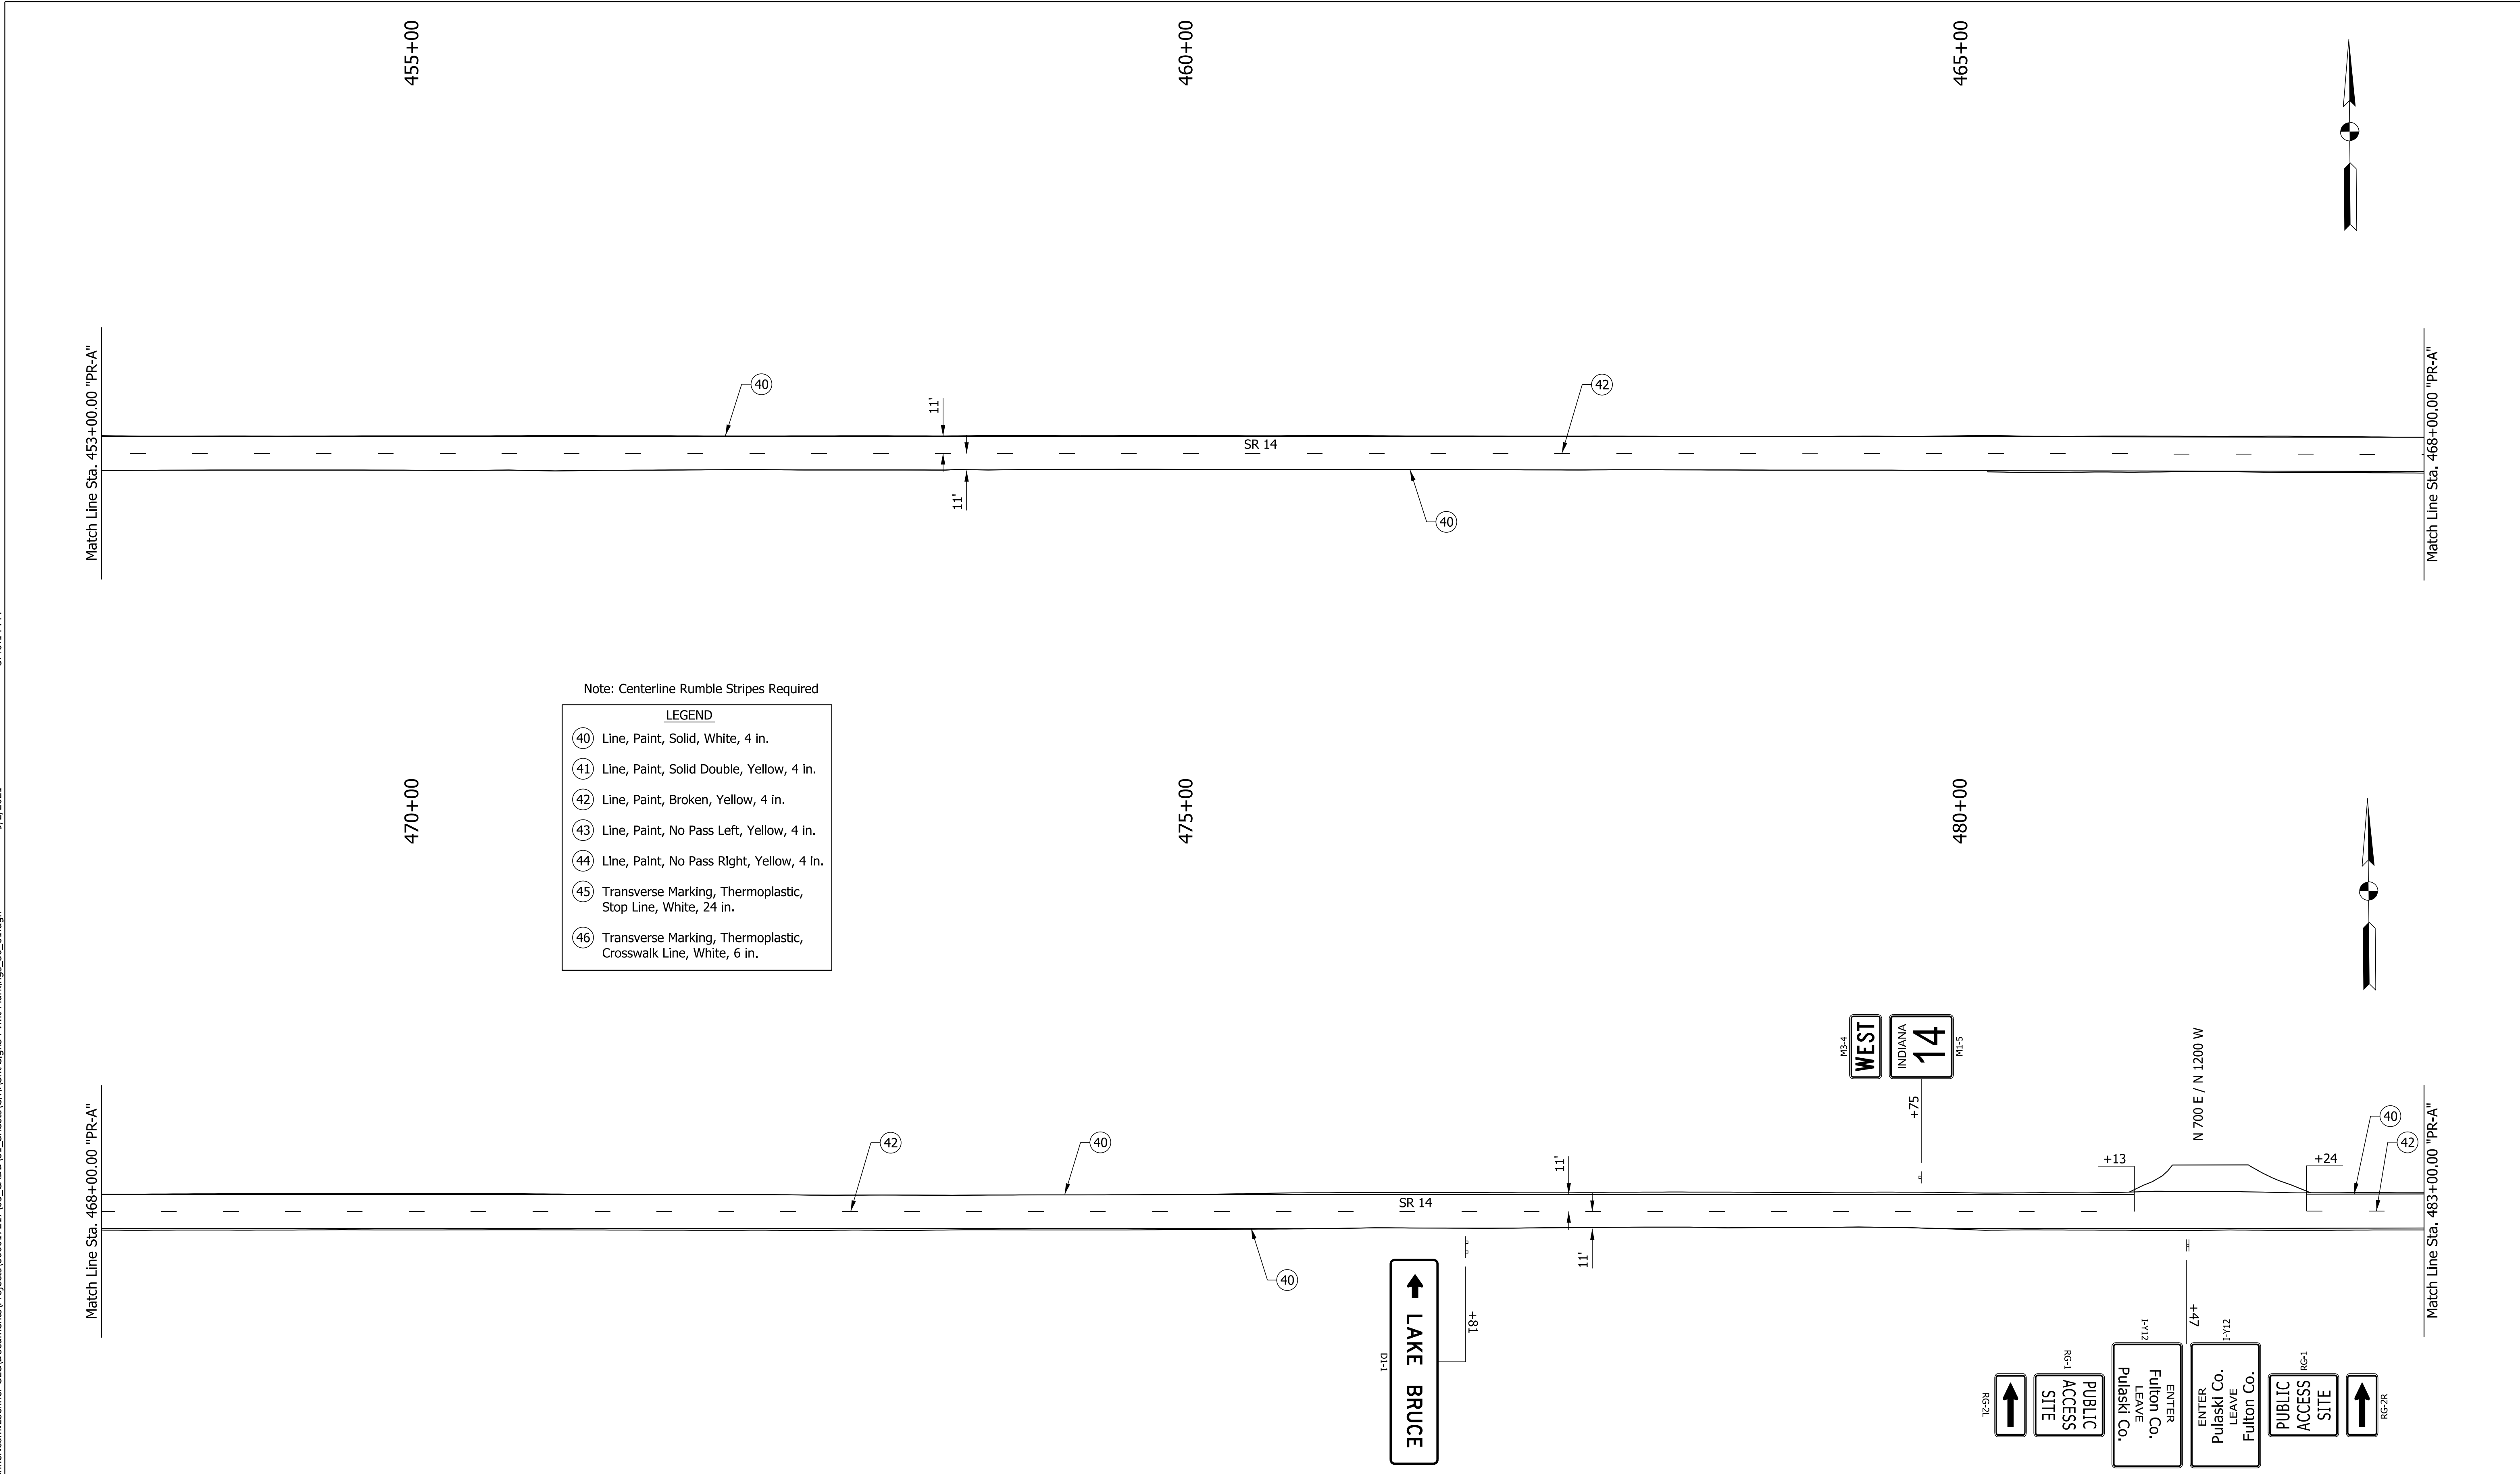 455+00
460+00
465+00
Match Line Sta. 453+00.00 "PR-A"
40
11'
SR 14
42
11'
40
Match Line Sta. 468+00.00 "PR-A"
Note: Centerline Rumble Stripes Required
LEGEND
40 Line, Paint, Solid, White, 4 in.
41 Line, Paint, Solid Double, Yellow, 4 in.
42 Line, Paint, Broken, Yellow, 4 in.
43 Line, Paint, No Pass Left, Yellow, 4 in.
44 Line, Paint, No Pass Right, Yellow, 4 in.
45 Transverse Marking, Thermoplastic,
Stop Line, White, 24 in.
46 Transverse Marking, Thermoplastic,
Crosswalk Line, White, 6 in.
470+00
475+00
480+00
M3-4
WEST
INDIANA
14
M1-5
+75
N 700 E / N 1200 W
Match Line Sta. 468+00.00 "PR-A"
42
40
11'
SR 14
11'
40
+13
+24
40
42
Match Line Sta. 483+00.00 "PR-A"
D1-1
LAKE BRUCE
+81
+47
RG-2L
RG-1
PUBLIC
ACCESS
SITE
I-Y12
ENTER
Fulton Co.
LEAVE
Pulaski Co.
I-Y12
ENTER
Pulaski Co.
LEAVE
Fulton Co.
RG-1
PUBLIC
ACCESS
SITE
RG-2R